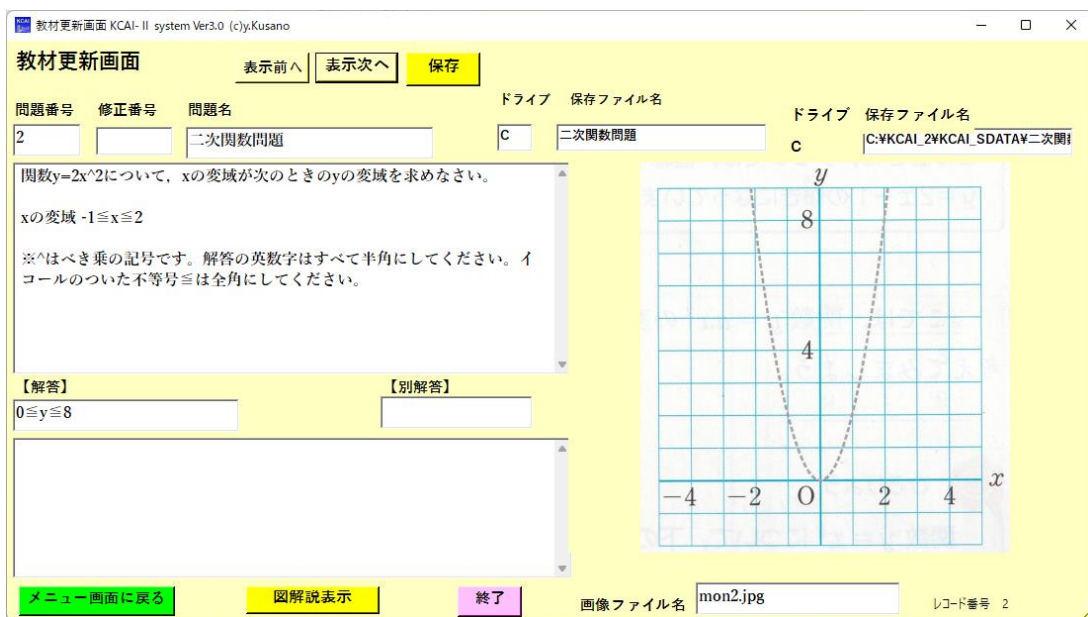 教材更新画面 KCAI-Ⅱ system Ver3.0 (c)y.Kusano
教材更新画面
表示前へ
表示次へ
保存
問題番号 修正番号 問題名
ドライブ 保存ファイル名
ドライブ 保存ファイル名
2
二次関数問題
C
二次関数問題
C
C:¥KCAI_2¥KCAI_SDATA¥二次関
関数y=2x^2について，xの変域が次のときのyの変域を求めなさい。
xの変域 -1≦x≦2
※^はべき乗の記号です。解答の英数字はすべて半角にしてください。イ
コールのついた不等号≦は全角にしてください。
y
8
4
-4 -2 O 2 4 x
【解答】
【別解答】
0≦y≦8
メニュー画面に戻る
図解説表示
終了
画像ファイル名
mon2.jpg
レコード番号 2